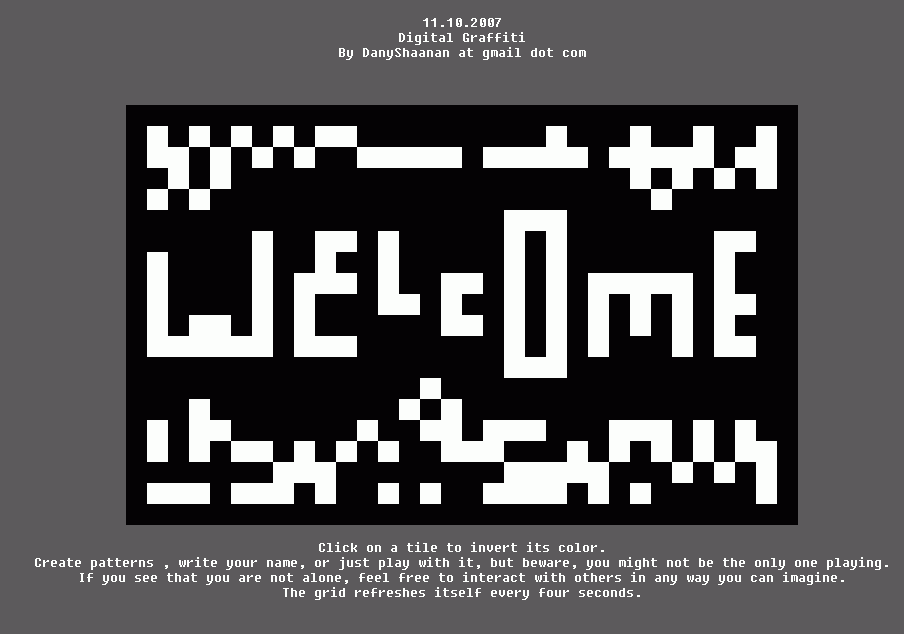 11.10.2007
Digital Graffiti
By DanyShaanan at gmail dot com
WELcOmE
Click on a tile to invert its color.
Create patterns , write your name, or just play with it, but beware, you might not be the only one playing.
If you see that you are not alone, feel free to interact with others in any way you can imagine.
The grid refreshes itself every four seconds.